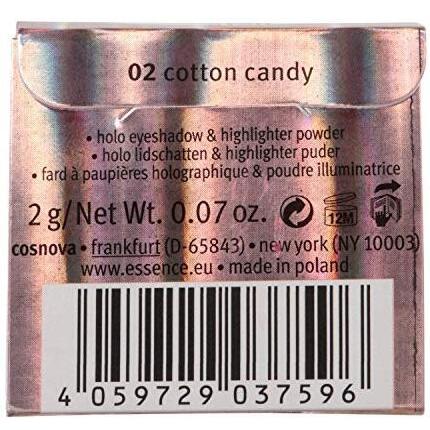 02 cotton candy
• holo eyeshadow & highlighter powder
• holo lidschatten & highlighter puder
• fard à paupières holographique & poudre illuminatrice
2 g/Net Wt. 0.07 oz. 12M
cosnova • frankfurt (D-65843) • new york (NY 10003)
www.essence.eu • made in poland
4 059729 037596